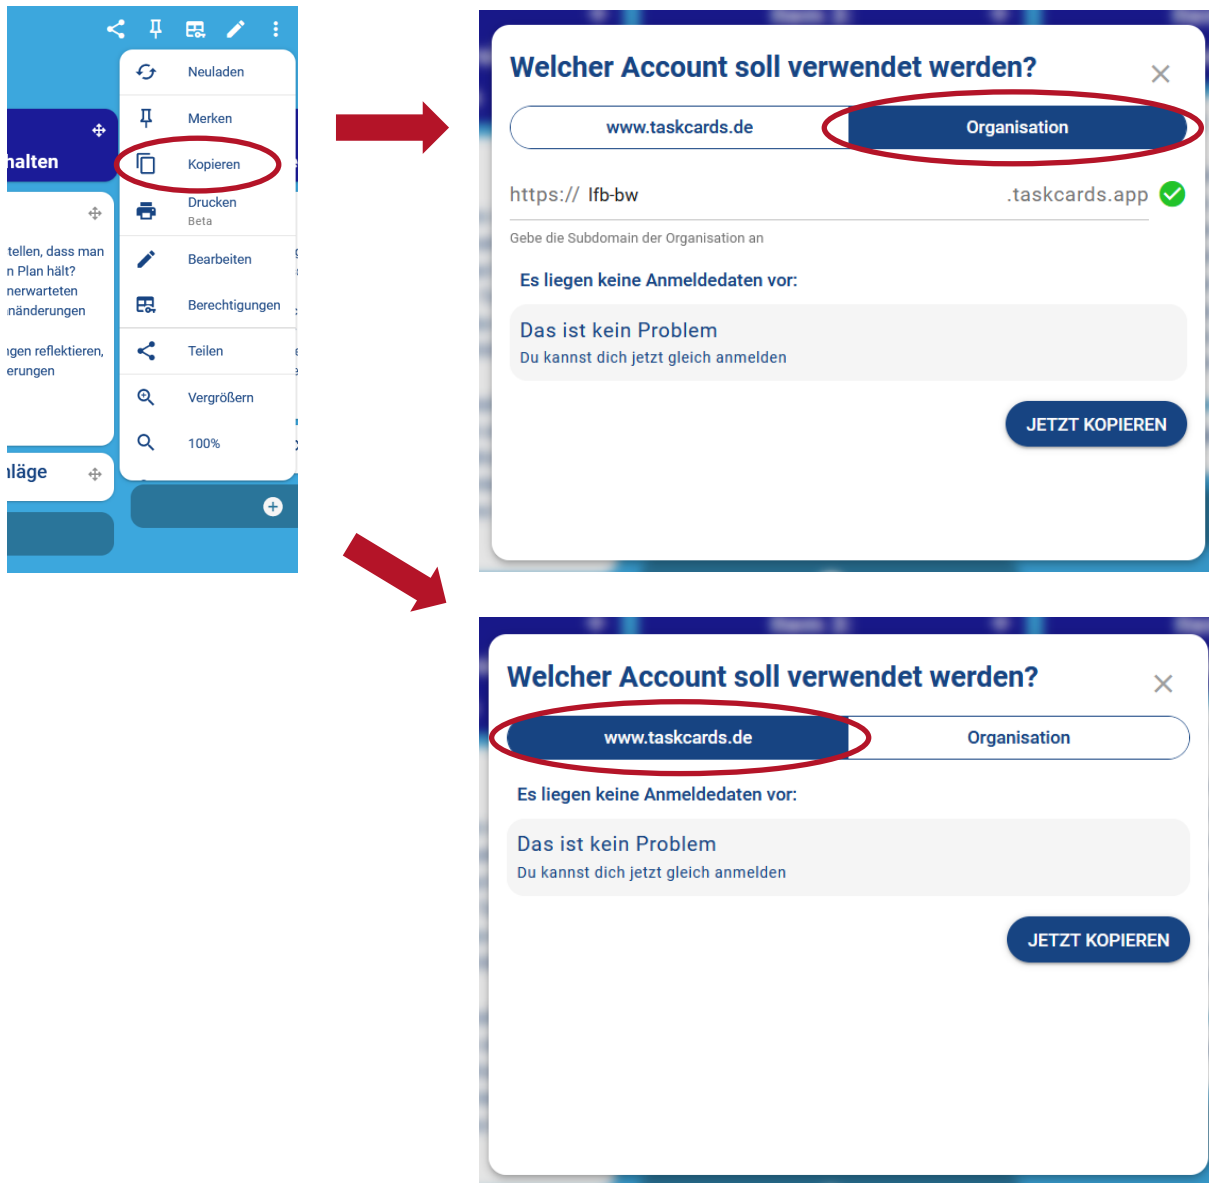 halten
tellen, dass man
n Plan hält?
nerwarteten
nänderungen
gen reflektieren,
erungen
läge
Neuladen
Merken
Kopieren
Drucken
Beta
Bearbeiten
Berechtigungen
Teilen
Vergrößern
100%
Welcher Account soll verwendet werden?
www.taskcards.de
Organisation
https:// lfb-bw .taskcards.app
Gebe die Subdomain der Organisation an
Es liegen keine Anmeldedaten vor:
Das ist kein Problem
Du kannst dich jetzt gleich anmelden
JETZT KOPIEREN
Welcher Account soll verwendet werden?
www.taskcards.de
Organisation
Es liegen keine Anmeldedaten vor:
Das ist kein Problem
Du kannst dich jetzt gleich anmelden
JETZT KOPIEREN